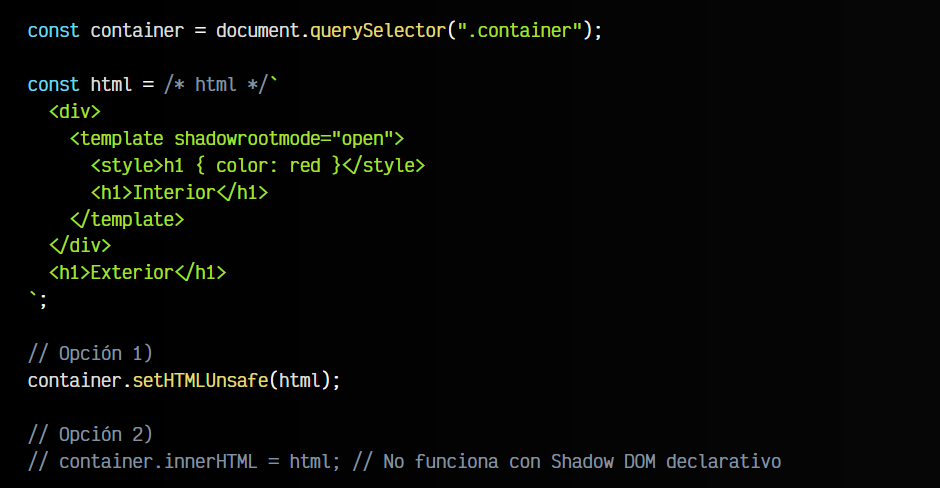 const container = document.querySelector(".container");
const html = /* html */`
<div>
<template shadowrootmode="open">
<style>h1 { color: red }</style>
<h1>Interior</h1>
</template>
</div>
<h1>Exterior</h1>
`;
// Opción 1)
container.setHTMLUnsafe(html);
// Opción 2)
// container.innerHTML = html; // No funciona con Shadow DOM declarativo